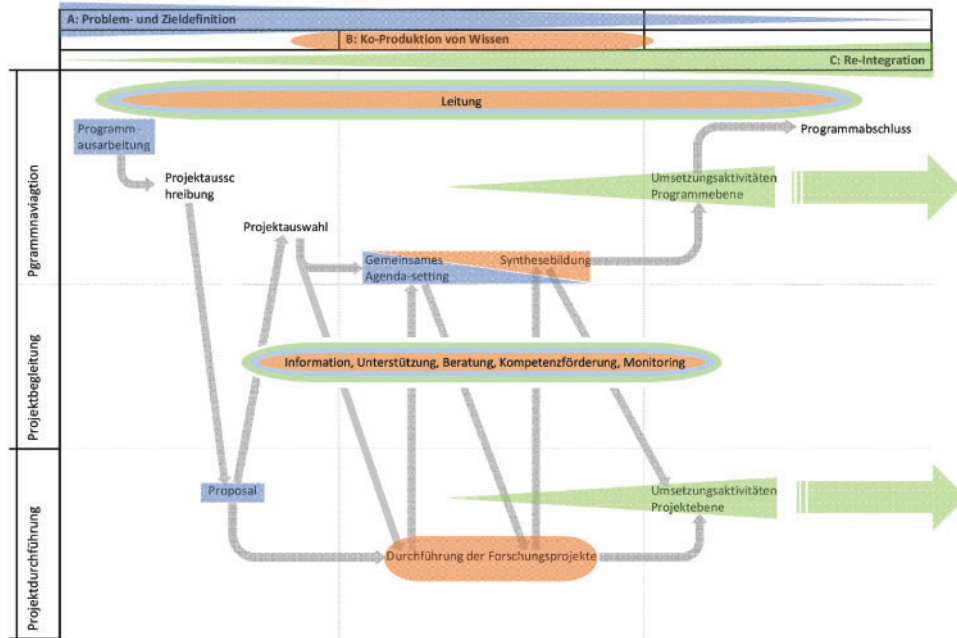 A: Problem- und Zieldefinition
B: Ko-Produktion von Wissen
C: Re-Integration
Leitung
Programm-
ausarbeitung
Programmabschluss
Projektaussc
hreibung
Umsetzungsaktivitäten
Programmebene
Projektauswahl
Gemeinsames
Agenda-setting
Synthesebildung
Pgrammnaviagtion
Information, Unterstützung, Beratung, Kompetenzförderung, Monitoring
Projektbegleitung
Proposal
Umsetzungsaktivitäten
Projektebene
Durchführung der Forschungsprojekte
Projektdurchführung